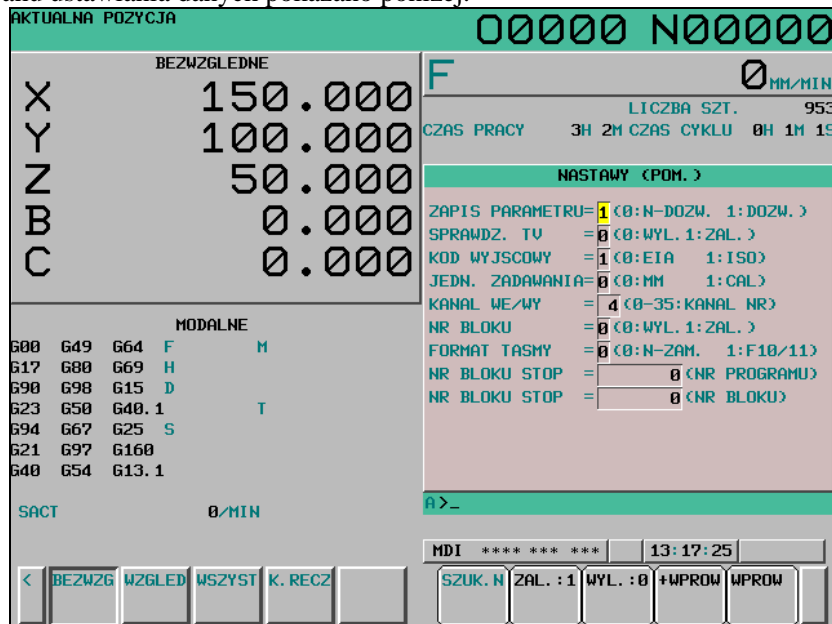 ustawiania danych pokazano poniżej.
AKTUALNA POZYCJA
O0000 N00000
BEZWZGLEDNE
X 150.000
Y 100.000
Z 50.000
B 0.000
C 0.000
F 0 MM/MIN
LICZBA SZT. 953
CZAS PRACY 3H 2M CZAS CYKLU 0H 1M 1S
MODALNE
G00 G49 G64 F M
G17 G80 G69 H
G90 G98 G15 D
G23 G50 G40.1 T
G94 G67 G25 S
G21 G97 G160
G40 G54 G13.1
SACT 0/MIN
NASTAWY (POM.)
ZAPIS PARAMETRU= 1 (0:N-DOZW. 1:DOZW.)
SPRAWDZ. TV = 0 (0:WYL. 1:ZAL.)
KOD WYJSCOWY = 1 (0:EIA 1:ISO)
JEDN. ZADAWANIA= 0 (0:MM 1:CAL)
KANAL WE/WY = 4 (0-35:KANAL NR)
NR BLOKU = 0 (0:WYL. 1:ZAL.)
FORMAT TASMY = 0 (0:N-ZAM. 1:F10/11)
NR BLOKU STOP = 0 (NR PROGRAMU)
NR BLOKU STOP = 0 (NR BLOKU)
A>_
MDI **** *** *** 13:17:25
< BEZWZG WZGLED WSZYST K.RECZ
SZUK.N ZAL.:1 WYL.:0 +WPROW WPROW